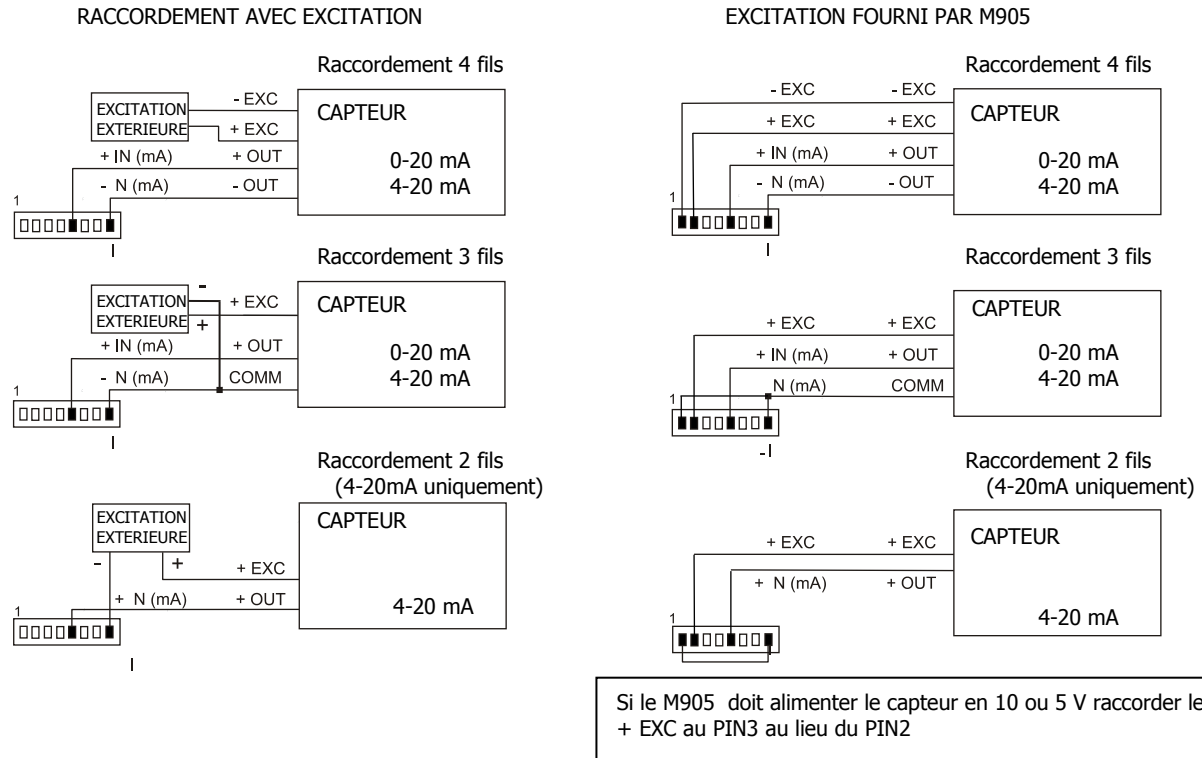 RACCORDEMENT AVEC EXCITATION
Raccordement 4 fils
EXCITATION
EXTERIEURE
- EXC
+ EXC
+ IN (mA)
+ OUT
- N (mA)
- OUT
CAPTEUR
0-20 mA
4-20 mA
1
Raccordement 3 fils
EXCITATION
EXTERIEURE
-
+
+ EXC
+ IN (mA)
+ OUT
- N (mA)
COMM
CAPTEUR
0-20 mA
4-20 mA
1
Raccordement 2 fils
(4-20mA uniquement)
EXCITATION
EXTERIEURE
-
+
+ EXC
+ N (mA)
+ OUT
CAPTEUR
4-20 mA
1
EXCITATION FOURNI PAR M905
Raccordement 4 fils
- EXC
- EXC
+ EXC
+ EXC
+ IN (mA)
+ OUT
- N (mA)
- OUT
CAPTEUR
0-20 mA
4-20 mA
1
Raccordement 3 fils
+ EXC
+ EXC
+ IN (mA)
+ OUT
N (mA)
COMM
CAPTEUR
0-20 mA
4-20 mA
1
Raccordement 2 fils
(4-20mA uniquement)
+ EXC
+ EXC
+ N (mA)
+ OUT
CAPTEUR
4-20 mA
1
Si le M905 doit alimenter le capteur en 10 ou 5 V raccorder le
+ EXC au PIN3 au lieu du PIN2